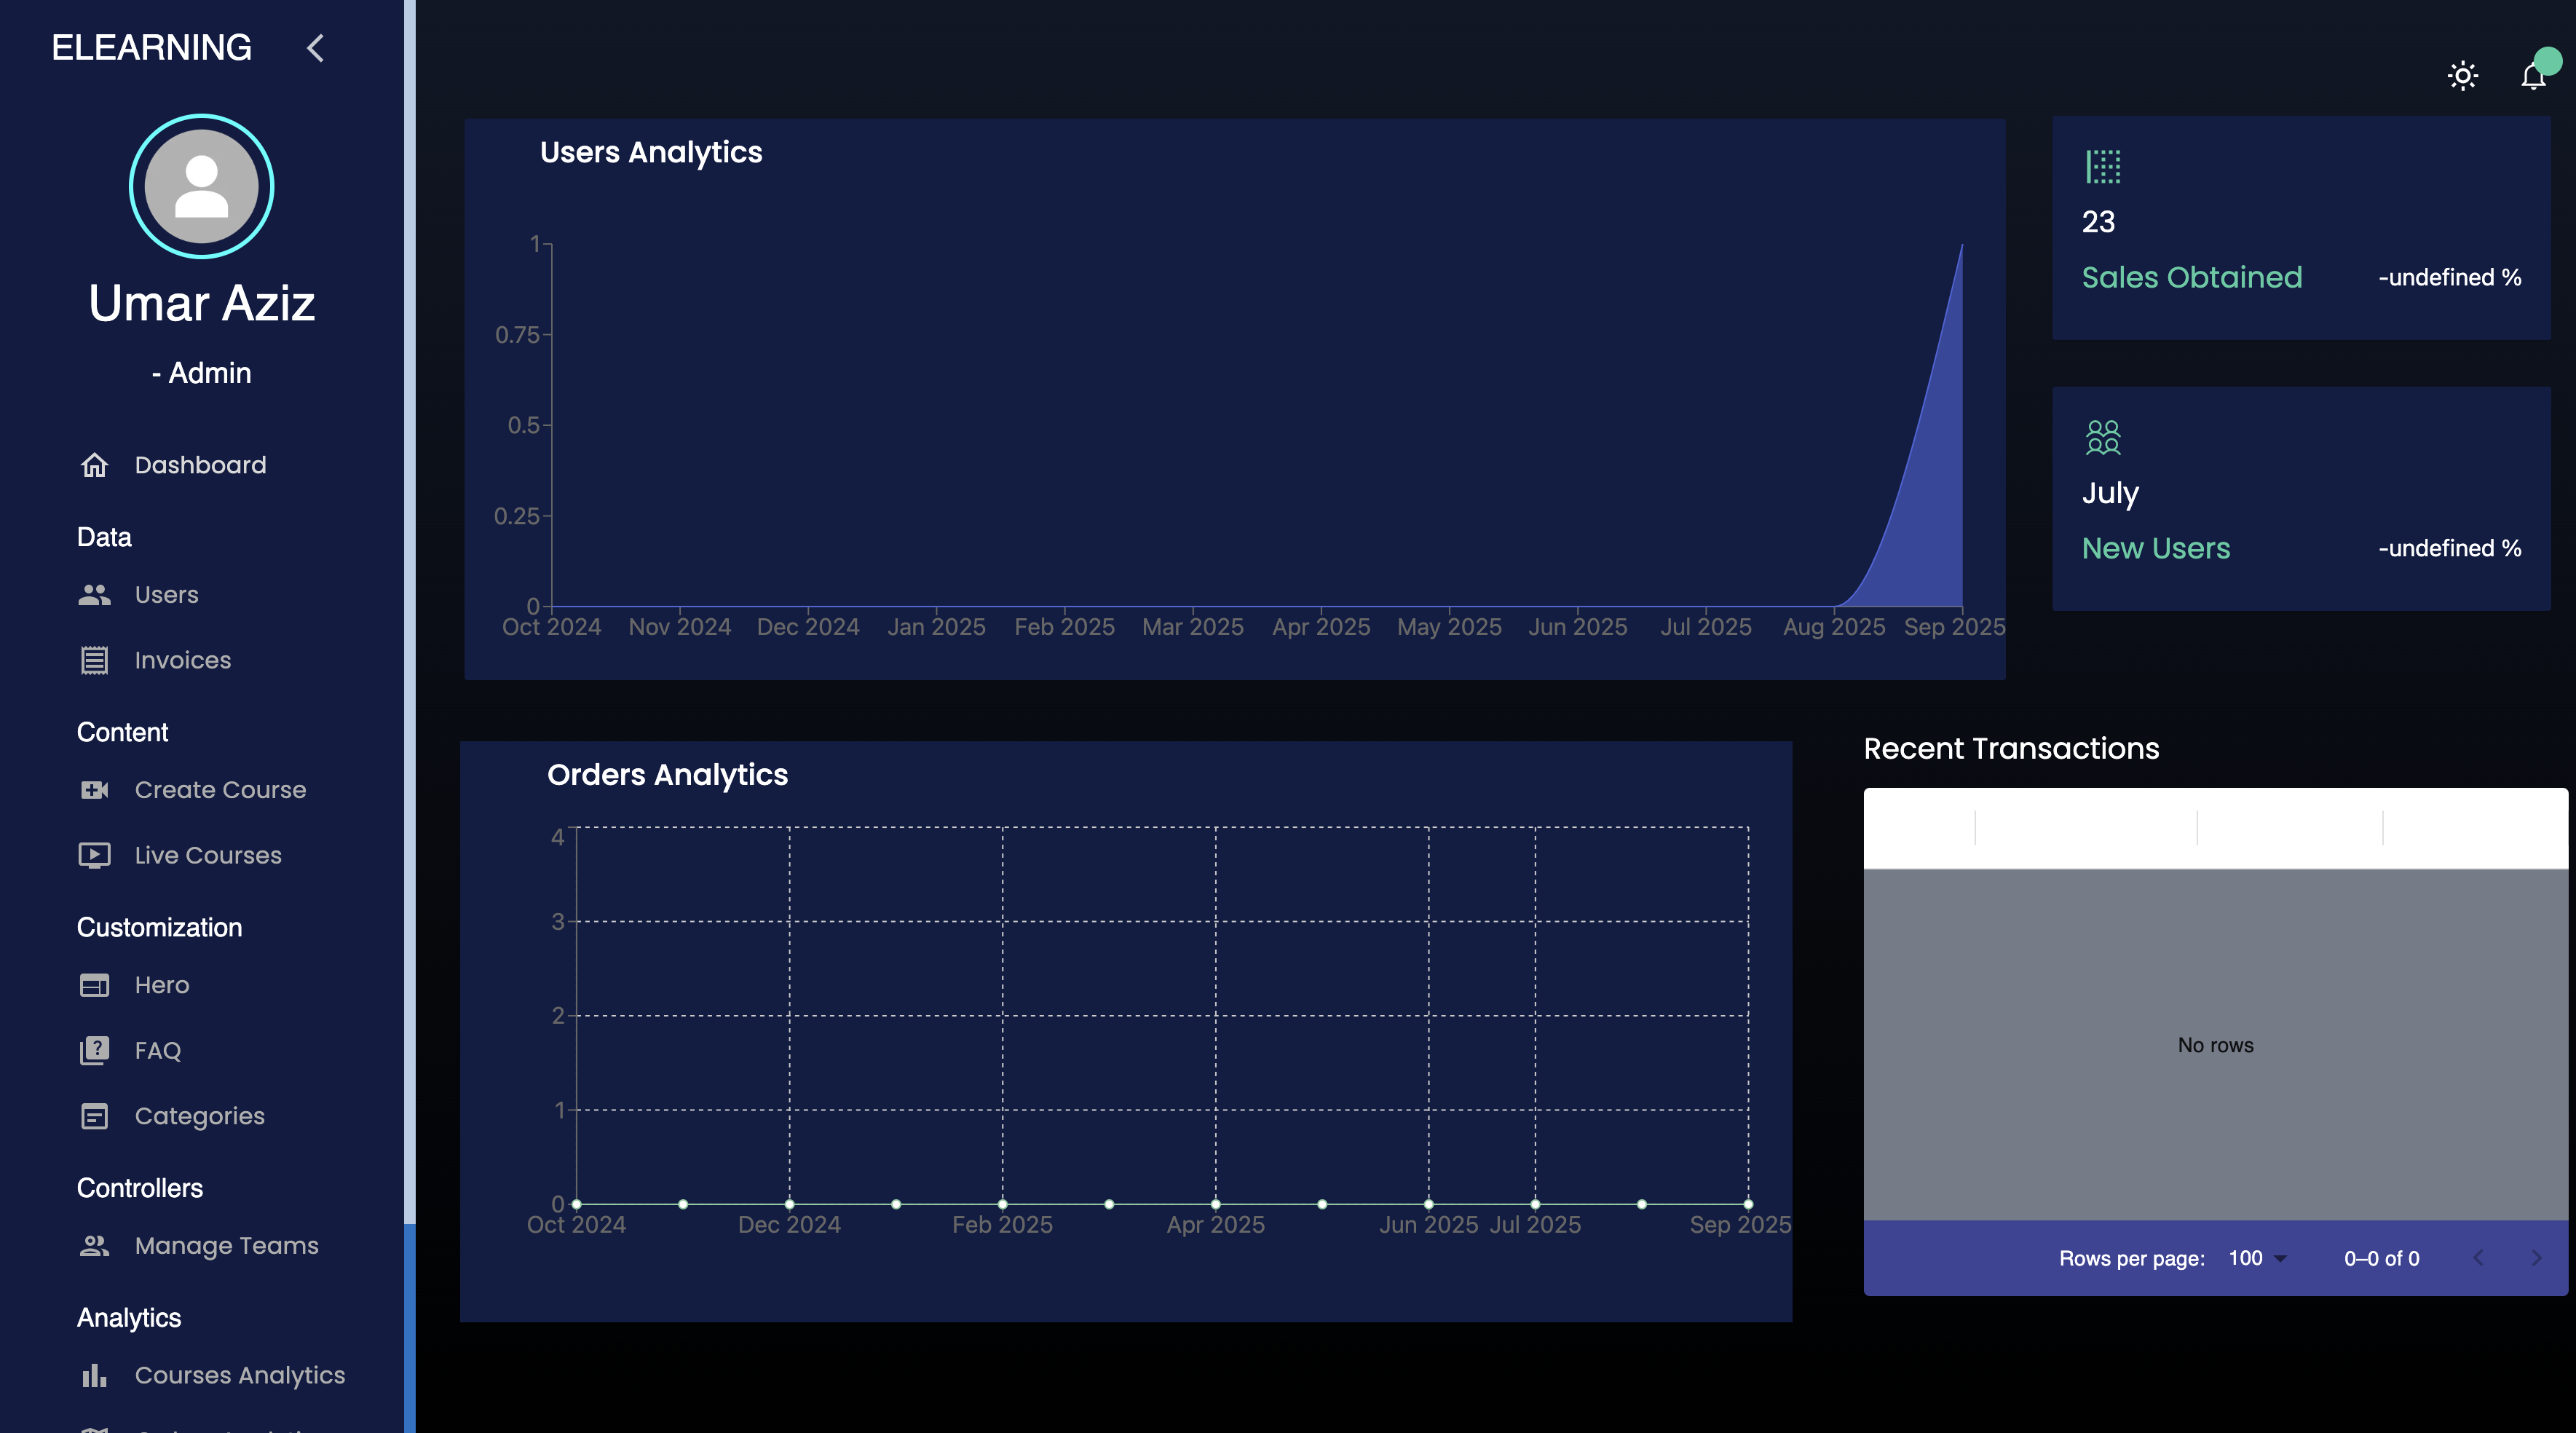 ELEARNING
Umar Aziz
- Admin
Dashboard
Data
Users
Invoices
Content
Create Course
Live Courses
Customization
Hero
FAQ
Categories
Controllers
Manage Teams
Analytics
Courses Analytics
Users Analytics
1
0.75
0.5
0.25
0
Oct 2024 Nov 2024 Dec 2024 Jan 2025 Feb 2025 Mar 2025 Apr 2025 May 2025 Jun 2025 Jul 2025 Aug 2025 Sep 2025
23
Sales Obtained -undefined %
July
New Users -undefined %
Orders Analytics
4
3
2
1
0
Oct 2024 Dec 2024 Feb 2025 Apr 2025 Jun 2025 Jul 2025 Sep 2025
Recent Transactions
No rows
Rows per page: 100 0–0 of 0